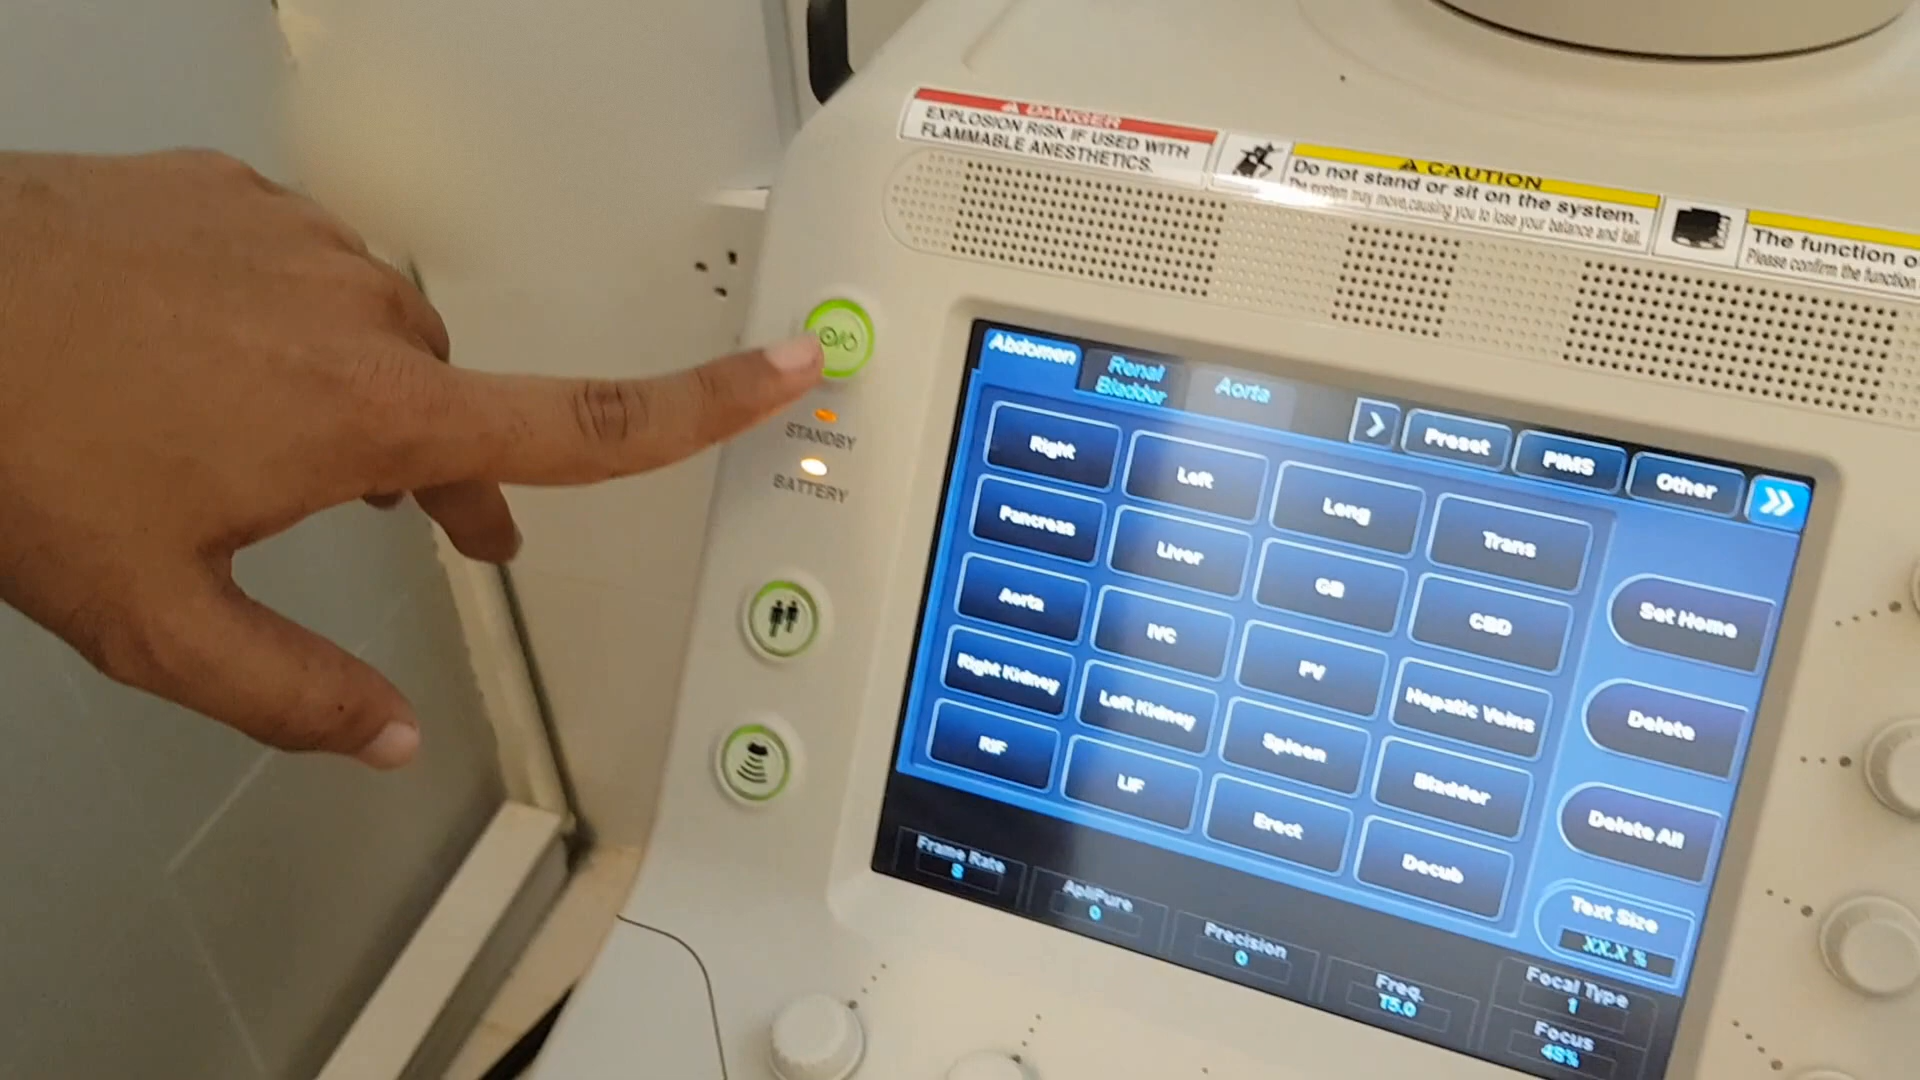 DANGER
EXPLOSION RISK IF USED WITH
FLAMMABLE ANESTHETICS.
CAUTION
Do not stand or sit on the system.
The system may move,causing you to lose your balance and fall.
The function o
Please confirm the function
STANDBY
BATTERY
Abdomen
Renal
Bladder
Aorta
Preset
PIMS
Other
Right
Left
Long
Trans
Pancreas
Liver
GB
CBD
Aorta
IVC
PV
Hepatic Veins
Right Kidney
Left Kidney
Spleen
Bladder
RIF
LIF
Erect
Decub
Set Home
Delete
Delete All
Text Size
XX.X %
Frame Rate
S
ApliPure
0
Precision
0
Freq.
T5.0
Focal Type
1
Focus
48%